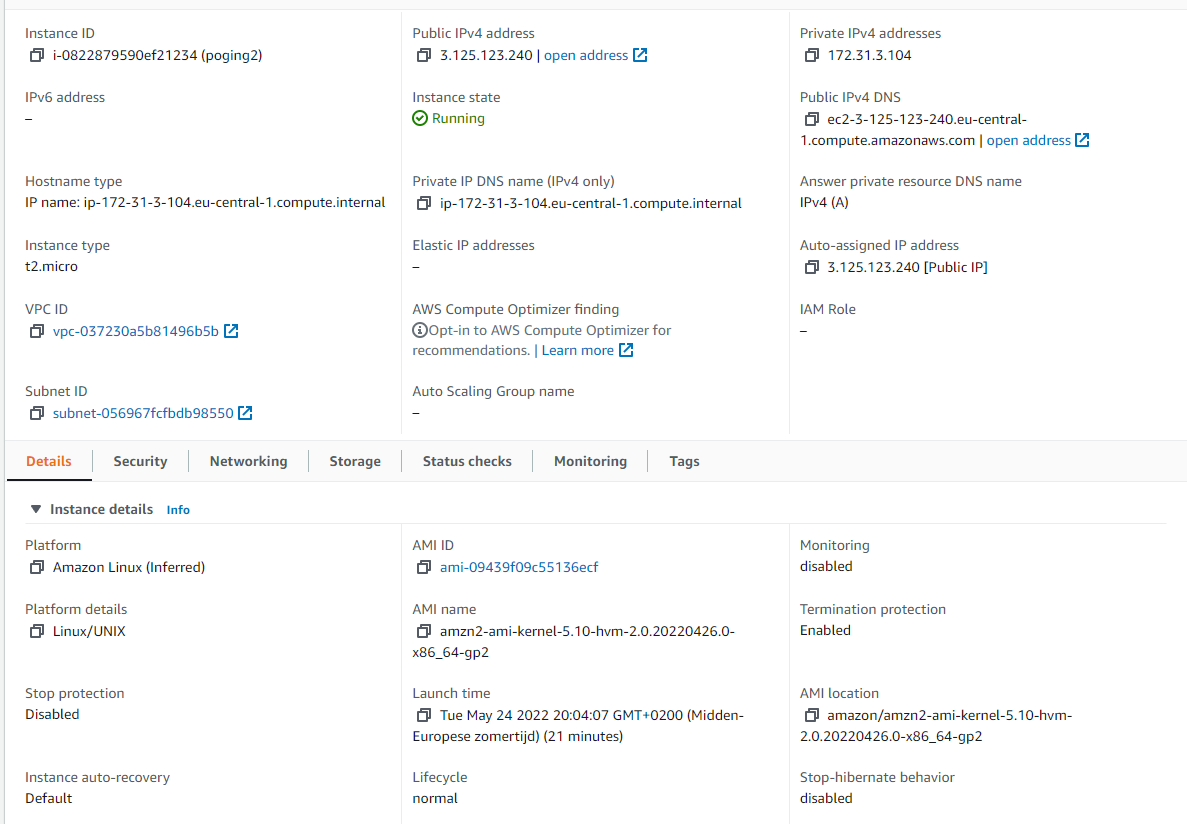 Instance ID
i-0822879590ef21234 (poging2)
Public IPv4 address
3.125.123.240 | open address
Private IPv4 addresses
172.31.3.104
IPv6 address
–
Instance state
Running
Public IPv4 DNS
ec2-3-125-123-240.eu-central-
1.compute.amazonaws.com | open address
Hostname type
IP name: ip-172-31-3-104.eu-central-1.compute.internal
Private IP DNS name (IPv4 only)
ip-172-31-3-104.eu-central-1.compute.internal
Answer private resource DNS name
IPv4 (A)
Instance type
t2.micro
Elastic IP addresses
–
Auto-assigned IP address
3.125.123.240 [Public IP]
VPC ID
vpc-037230a5b81496b5b
AWS Compute Optimizer finding
Opt-in to AWS Compute Optimizer for
recommendations. | Learn more
IAM Role
–
Subnet ID
subnet-056967fcfbdb98550
Auto Scaling Group name
–
Details Security Networking Storage Status checks Monitoring Tags
Instance details Info
Platform
Amazon Linux (Inferred)
AMI ID
ami-09439f09c55136ecf
Monitoring
disabled
Platform details
Linux/UNIX
AMI name
amzn2-ami-kernel-5.10-hvm-2.0.20220426.0-
x86_64-gp2
Termination protection
Enabled
Stop protection
Disabled
Launch time
Tue May 24 2022 20:04:07 GMT+0200 (Midden-
Europese zomertijd) (21 minutes)
AMI location
amazon/amzn2-ami-kernel-5.10-hvm-
2.0.20220426.0-x86_64-gp2
Instance auto-recovery
Default
Lifecycle
normal
Stop-hibernate behavior
disabled